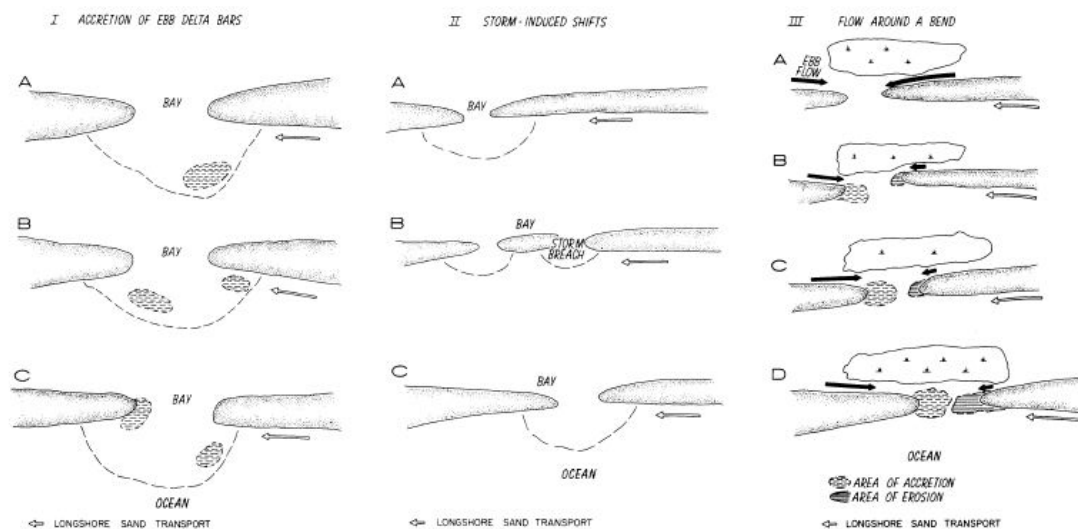 I ACCRETION OF EBB DELTA BARS
A
BAY
B
BAY
C
BAY
OCEAN
LONGSHORE SAND TRANSPORT
II STORM-INDUCED SHIFTS
A
BAY
B
BAY
STORM
BREACH
C
BAY
OCEAN
LONGSHORE SAND TRANSPORT
III FLOW AROUND A BEND
A
EBB
FLOW
B
C
D
OCEAN
AREA OF ACCRETION
AREA OF EROSION
LONGSHORE SAND TRANSPORT